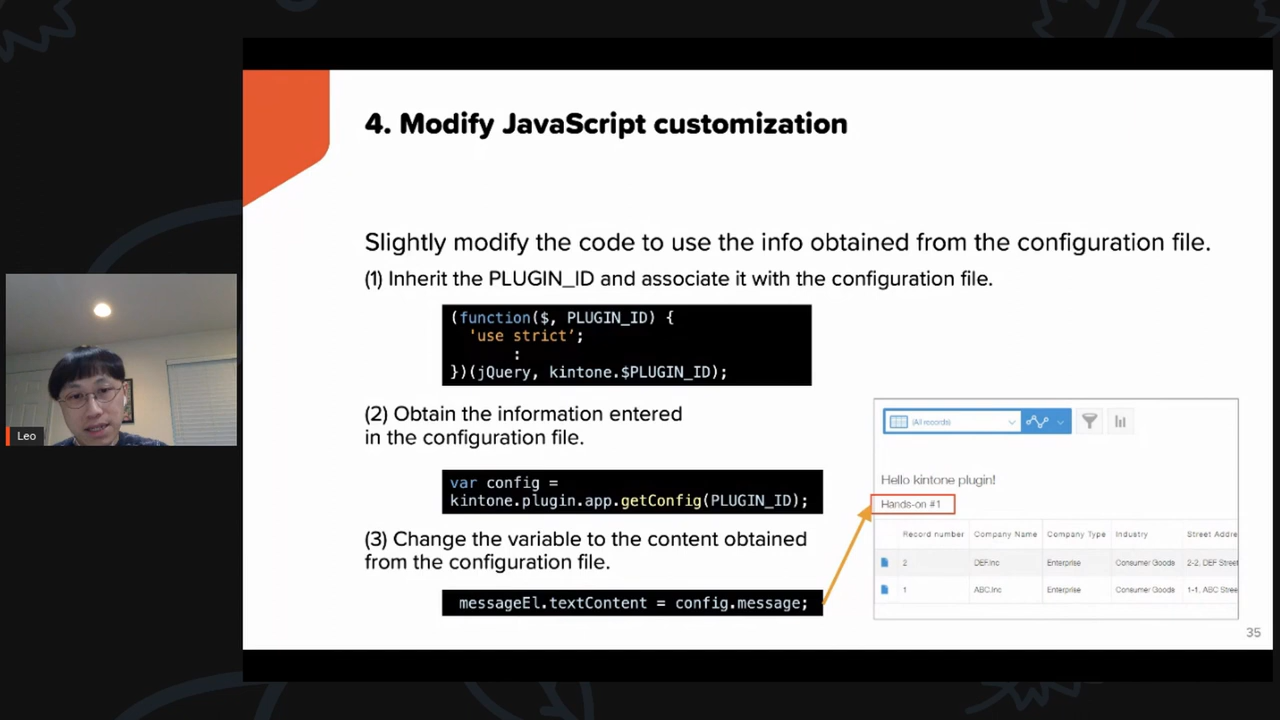 4. Modify JavaScript customization
Slightly modify the code to use the info obtained from the configuration file.
(1) Inherit the PLUGIN_ID and associate it with the configuration file.
(function($, PLUGIN_ID) {
'use strict’;
:
})(jQuery, kintone.$PLUGIN_ID);
(2) Obtain the information entered
in the configuration file.
var config =
kintone.plugin.app.getConfig(PLUGIN_ID);
(3) Change the variable to the content obtained
from the configuration file.
messageEl.textContent = config.message;
(All records)
Hello kintone plugin!
Hands-on #1
Record number Company Name Company Type Industry Street Addre
2 DEF.Inc Enterprise Consumer Goods 2-2, DEF Street
1 ABC.Inc Enterprise Consumer Goods 1-1, ABC Stree
35
Leo